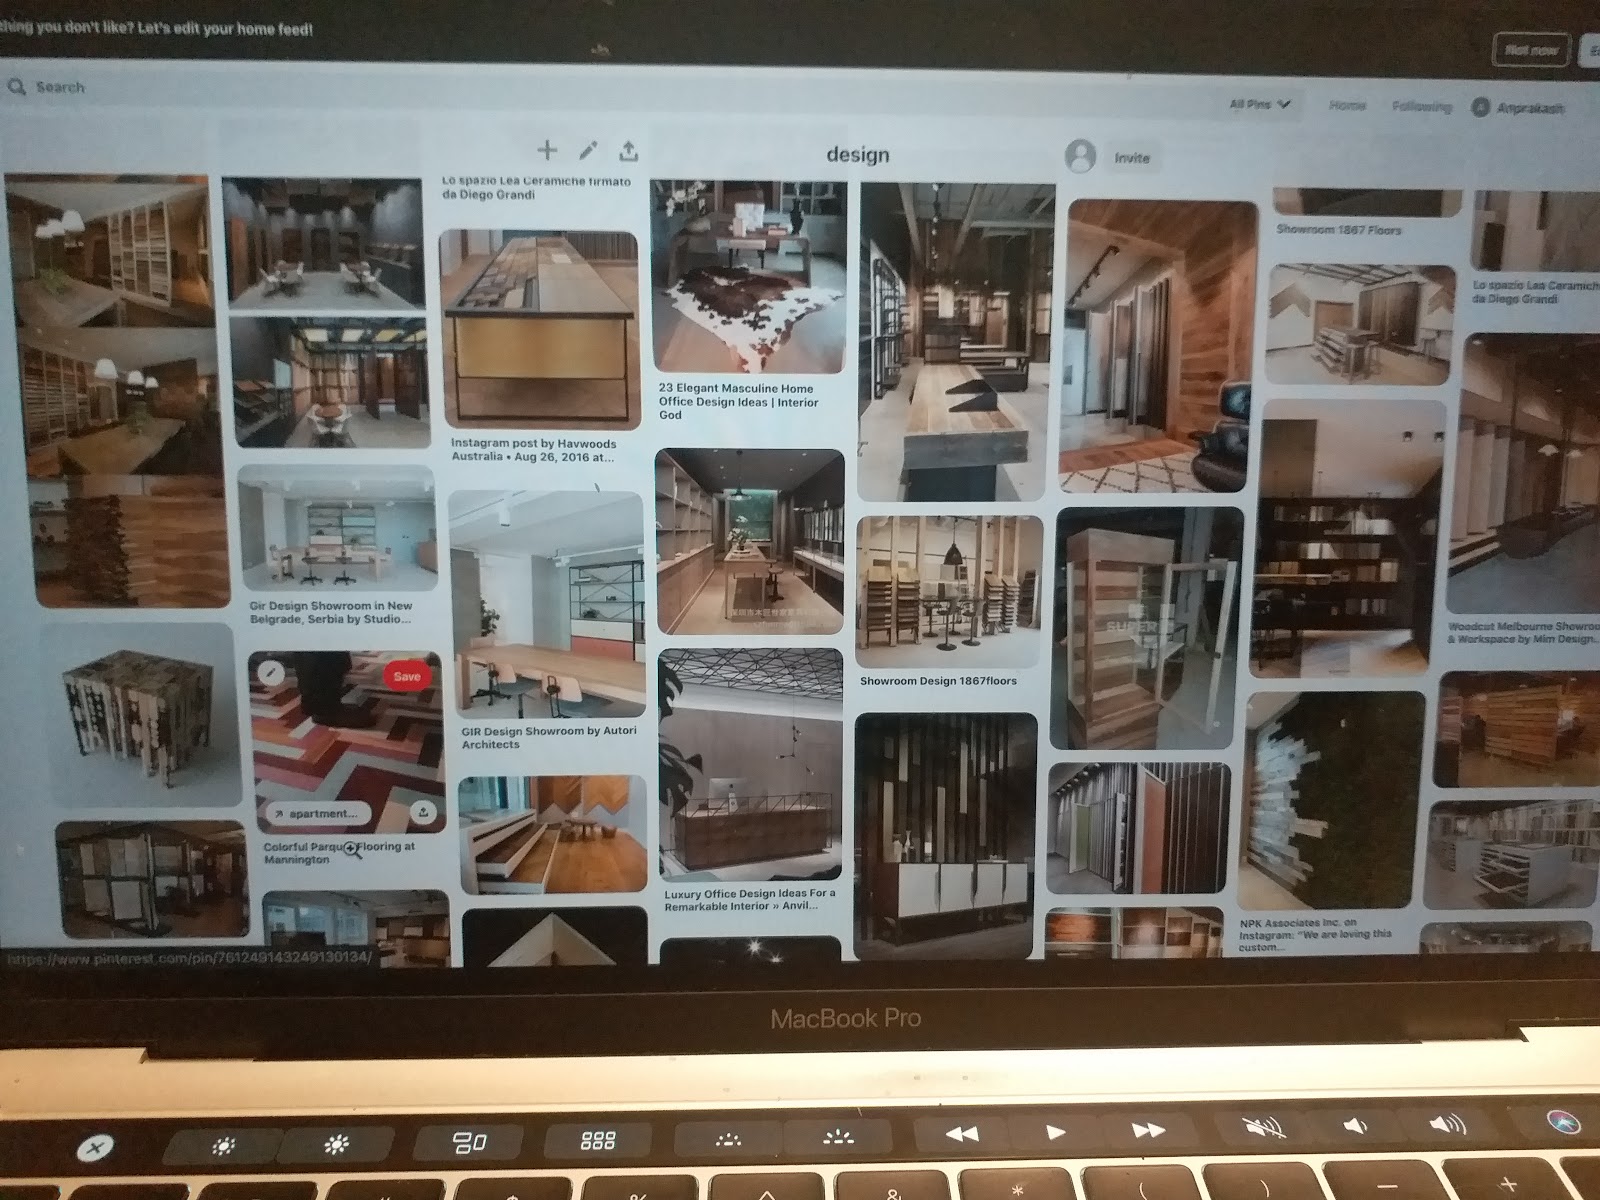 thing you don't like? Let's edit your home feed!
Not now
Search
All Pins
Home
Following
Anprakash
design
Invite
Lo spazio Lea Ceramiche firmato
da Diego Grandi
Instagram post by Havwoods
Australia • Aug 26, 2016 at...
23 Elegant Masculine Home
Office Design Ideas | Interior
God
Showroom 1867 Floors
Lo spazio Lea Ceramich
da Diego Grandi
Gir Design Showroom in New
Belgrade, Serbia by Studio...
Save
apartment...
Colorful Parqu Flooring at
Mannington
GIR Design Showroom by Autori
Architects
Luxury Office Design Ideas For a
Remarkable Interior » Anvil...
Showroom Design 1867floors
SUPER
Woodcut Melbourne Showroo
& Workspace by Mim Design...
NPK Associates Inc. on
Instagram: "We are loving this
custom...
https://www.pinterest.com/pin/761249143249130134/
MacBook Pro